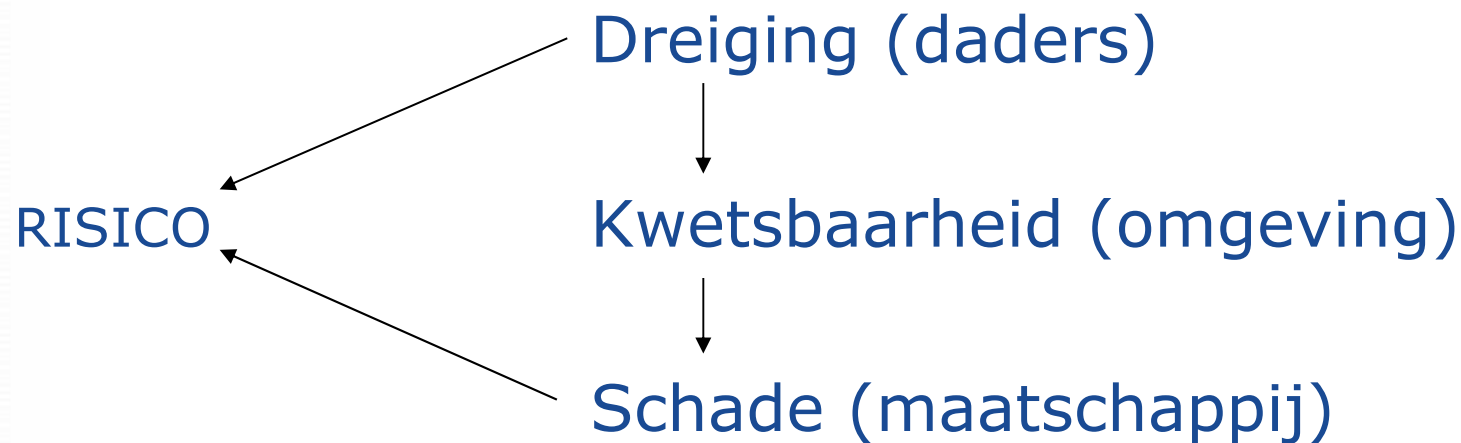 Dreiging (daders)
RISICO
Kwetsbaarheid (omgeving)
Schade (maatschappij)